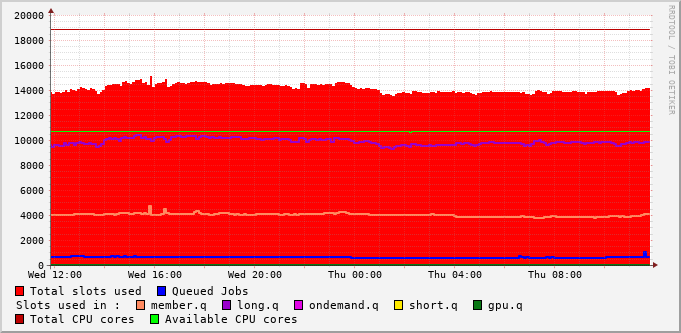 20000
18000
16000
14000
12000
10000
8000
6000
4000
2000
0
Wed 12:00 Wed 16:00 Wed 20:00 Thu 00:00 Thu 04:00 Thu 08:00
Total slots used Queued Jobs
Slots used in : member.q long.q ondemand.q short.q gpu.q
Total CPU cores Available CPU cores
RRDTOOL / TOBI OETIKER